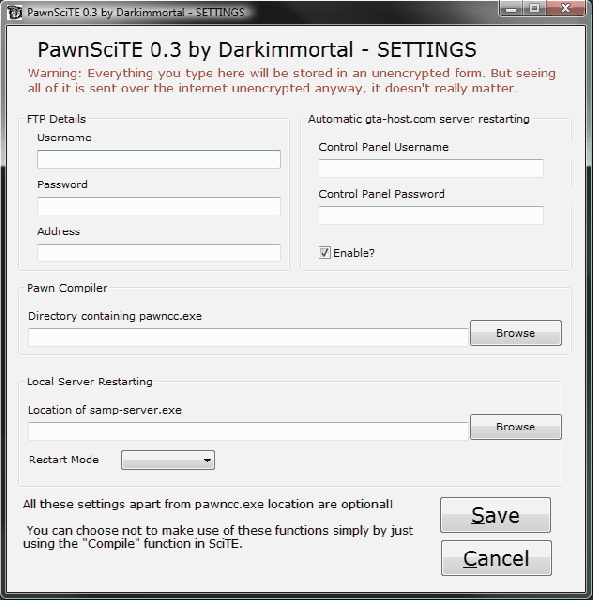 PawnSciTE 0.3 by Darkimmortal - SETTINGS
PawnSciTE 0.3 by Darkimmortal - SETTINGS
Warning: Everything you type here will be stored in an unencrypted form. But seeing
all of it is sent over the internet unencrypted anyway, it doesn't really matter.
FTP Details
Username
Password
Address
Automatic gta-host.com server restarting
Control Panel Username
Control Panel Password
Enable?
Pawn Compiler
Directory containing pawncc.exe
Browse
Local Server Restarting
Location of samp-server.exe
Browse
Restart Mode
All these settings apart from pawncc.exe location are optional!
You can choose not to make use of these functions simply by just
using the "Compile" function in SciTE.
Save
Cancel